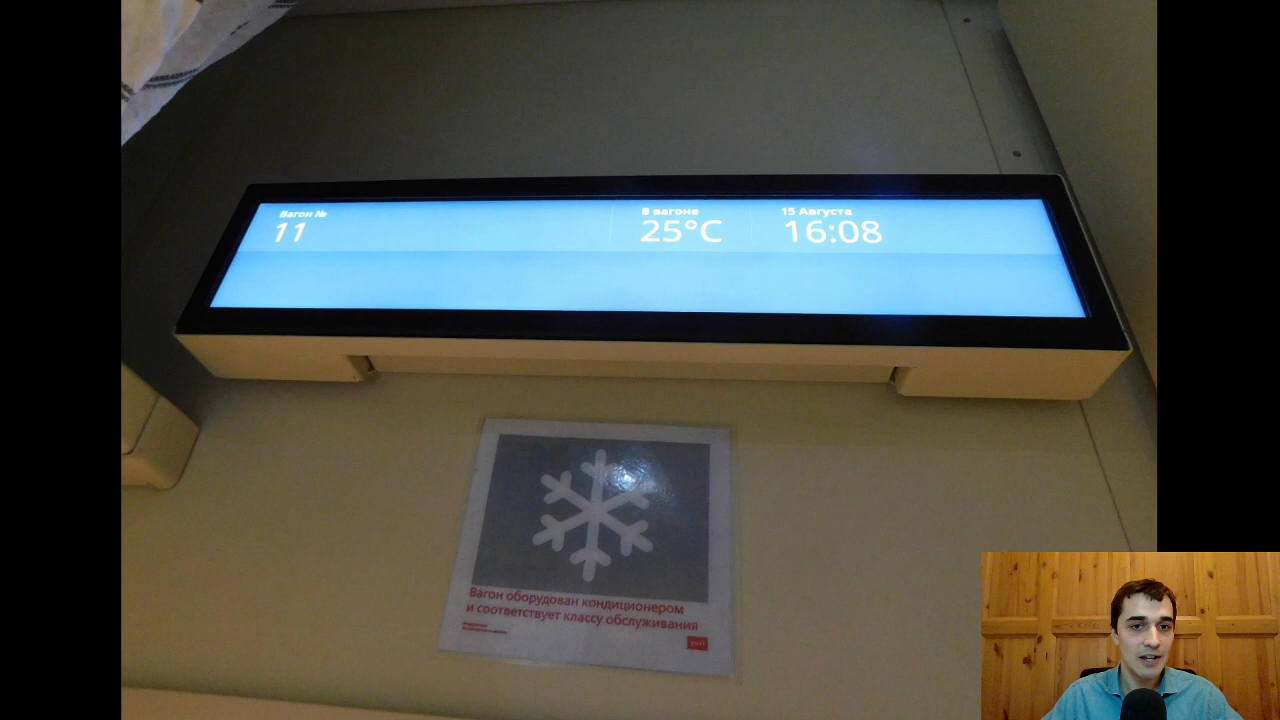 Вагон №
11
В вагоне
25°C
15 Августа
16:08
Вагон оборудован кондиционером
и соответствует классу обслуживания